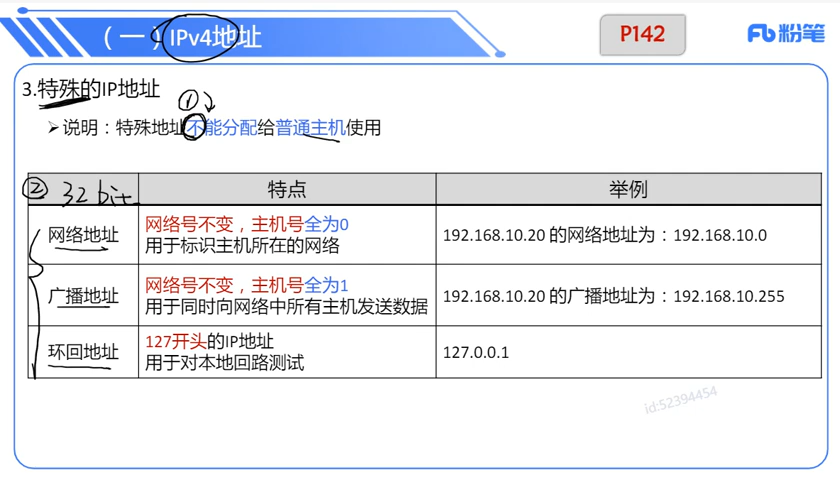 （一）IPv4地址
P142
粉笔
3.特殊的IP地址
①
➢ 说明：特殊地址不能分配给普通主机使用
② 32 bit
特点
举例
网络地址
网络号不变，主机号全为0
用于标识主机所在的网络
192.168.10.20 的网络地址为：192.168.10.0
广播地址
网络号不变，主机号全为1
用于同时向网络中所有主机发送数据
192.168.10.20 的广播地址为：192.168.10.255
环回地址
127开头的IP地址
用于对本地回路测试
127.0.0.1
id:52394454